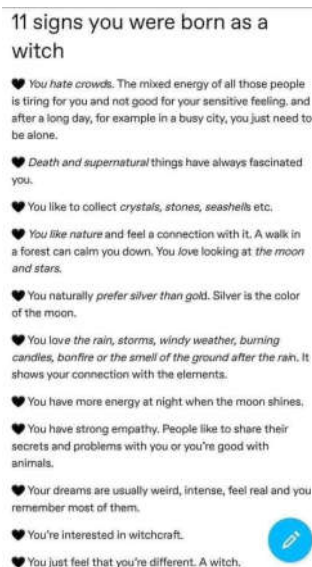 11 signs you were born as a
witch
🖤 You hate crowds. The mixed energy of all those people
is tiring for you and not good for your sensitive feeling. and
after a long day, for example in a busy city, you just need to
be alone.
🖤 Death and supernatural things have always fascinated
you.
🖤 You like to collect crystals, stones, seashells etc.
🖤 You like nature and feel a connection with it. A walk in
a forest can calm you down. You love looking at the moon
and stars.
🖤 You naturally prefer silver than gold. Silver is the color
of the moon.
🖤 You love the rain, storms, windy weather, burning
candles, bonfire or the smell of the ground after the rain. It
shows your connection with the elements.
🖤 You have more energy at night when the moon shines.
🖤 You have strong empathy. People like to share their
secrets and problems with you or you're good with
animals.
🖤 Your dreams are usually weird, intense, feel real and you
remember most of them.
🖤 You're interested in witchcraft.
🖤 You just feel that you're different. A witch.